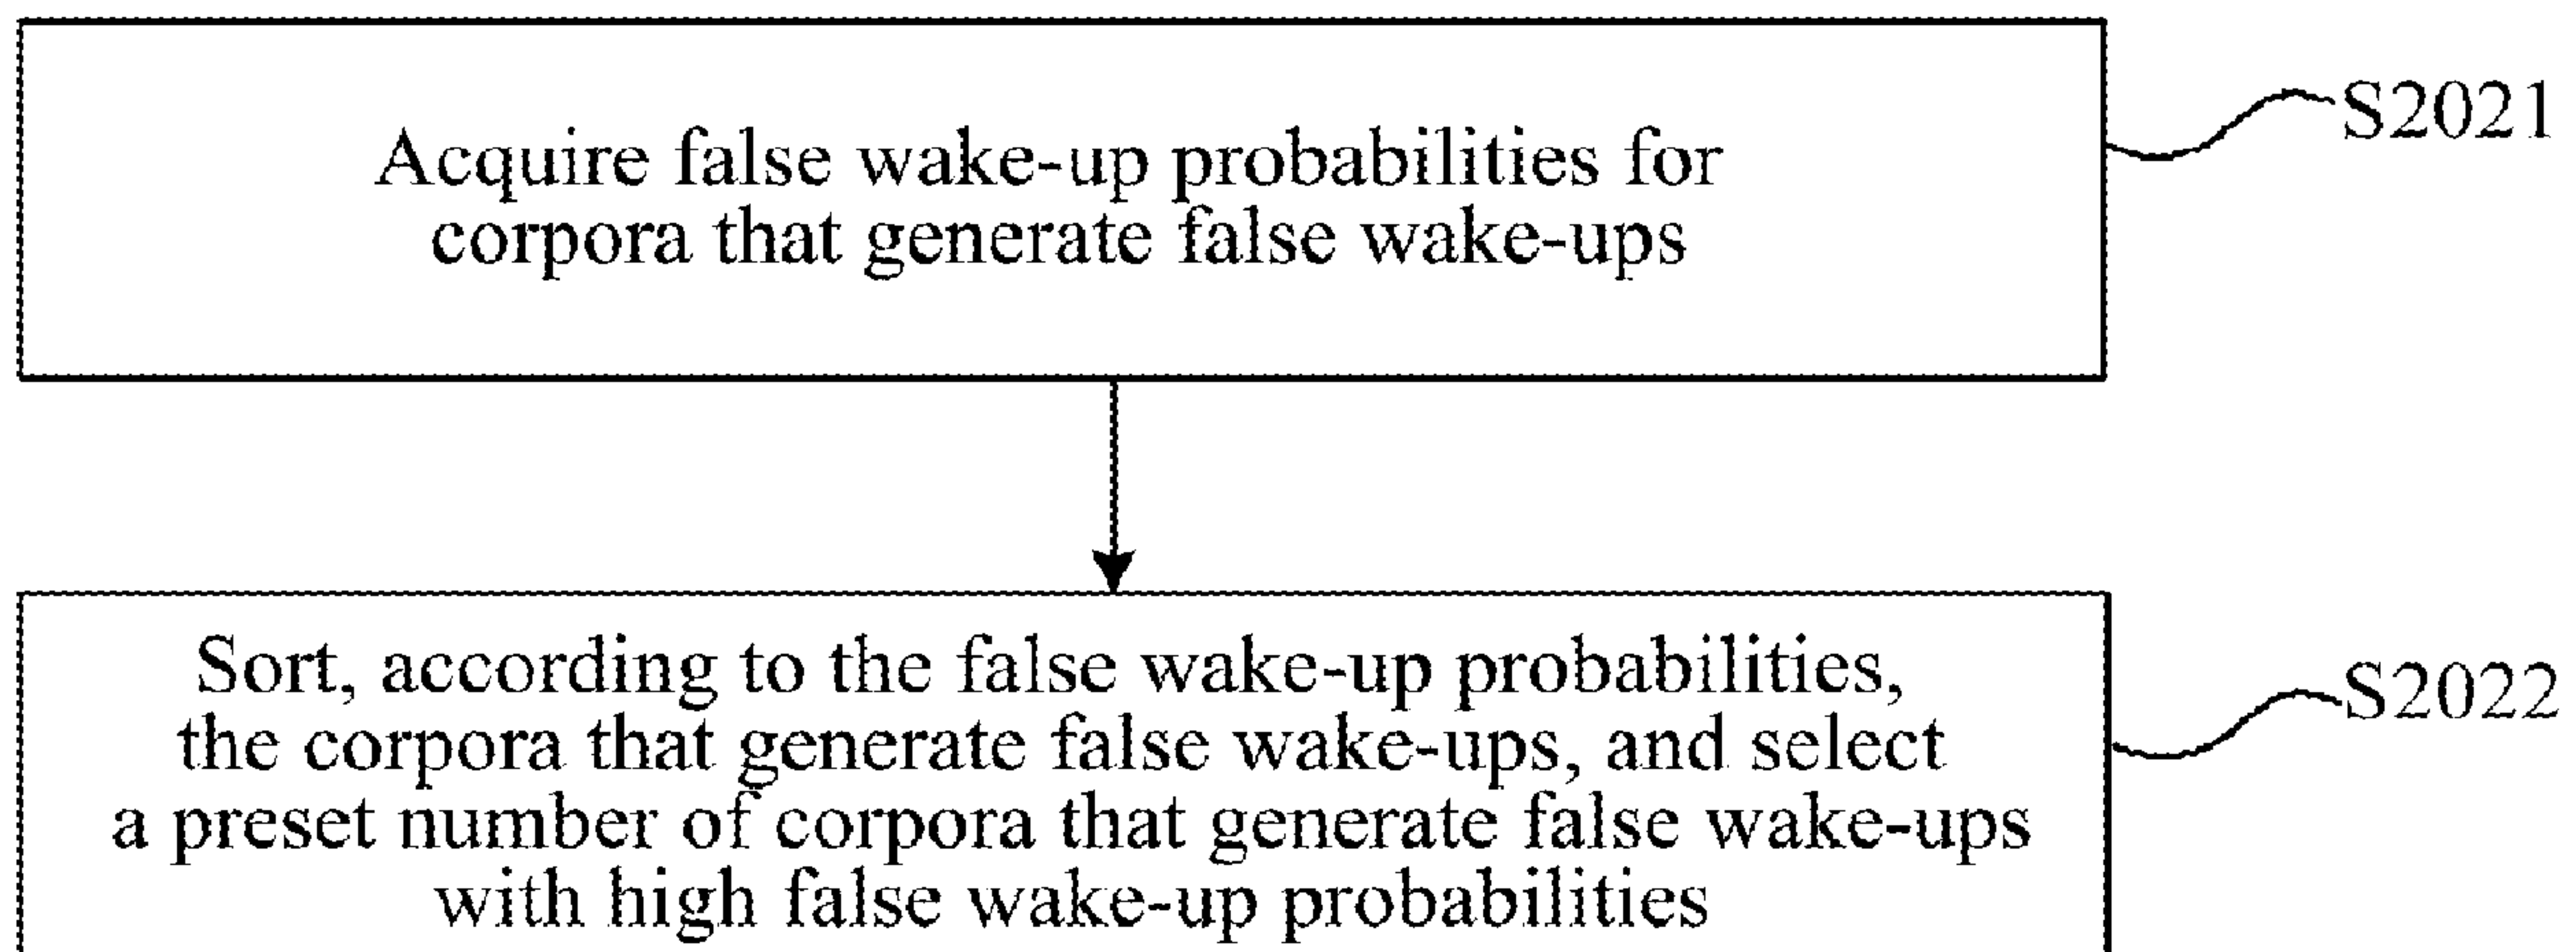 Acquire false wake-up probabilities for
corpora that generate false wake-ups
S2021
Sort, according to the false wake-up probabilities,
the corpora that generate false wake-ups, and select
a preset number of corpora that generate false wake-ups
with high false wake-up probabilities
S2022